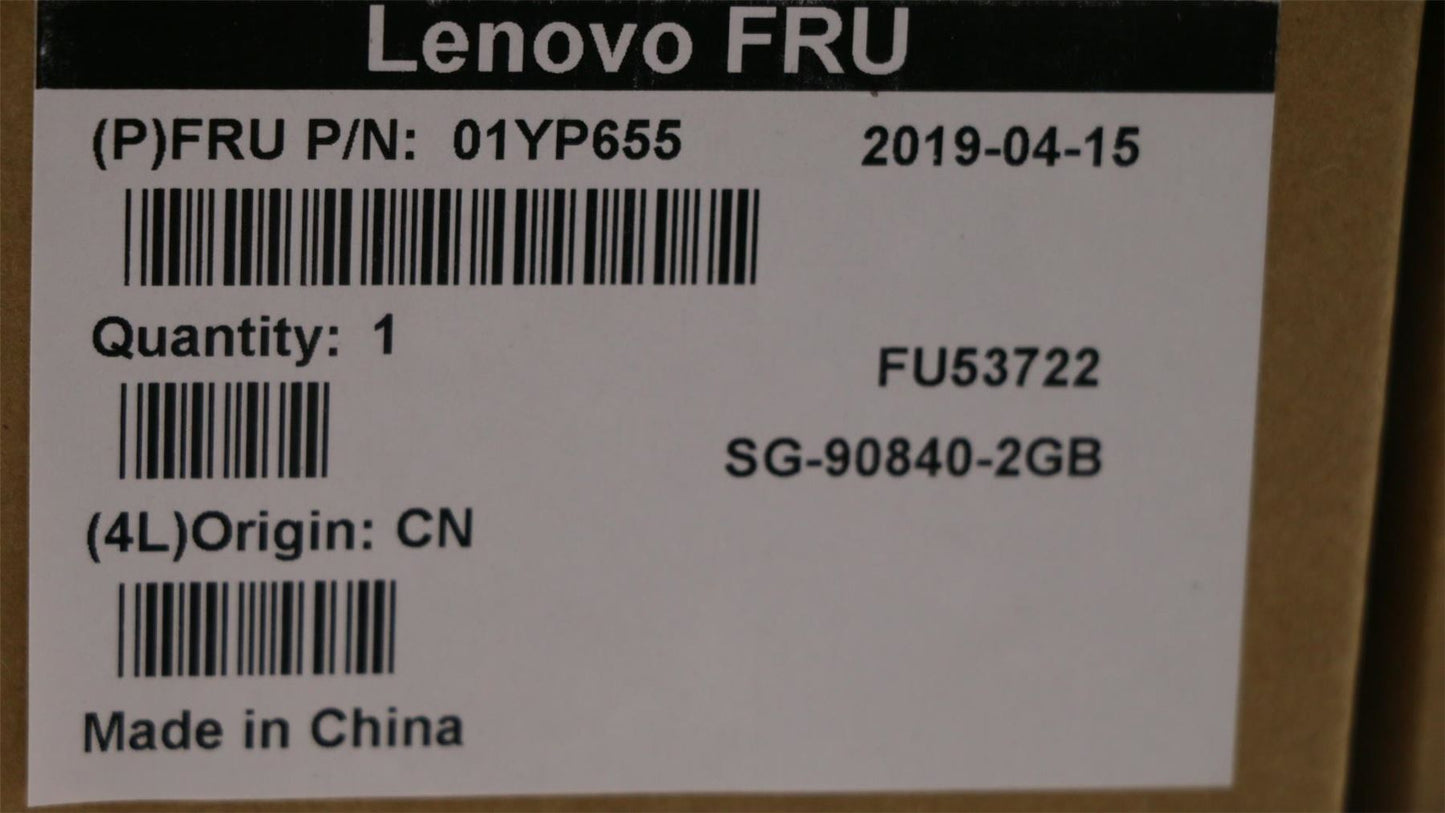 Lenovo FRU
(P)FRU P/N: 01YP655 2019-04-15
Quantity: 1
FU53722
SG-90840-2GB
(4L)Origin: CN
Made in China